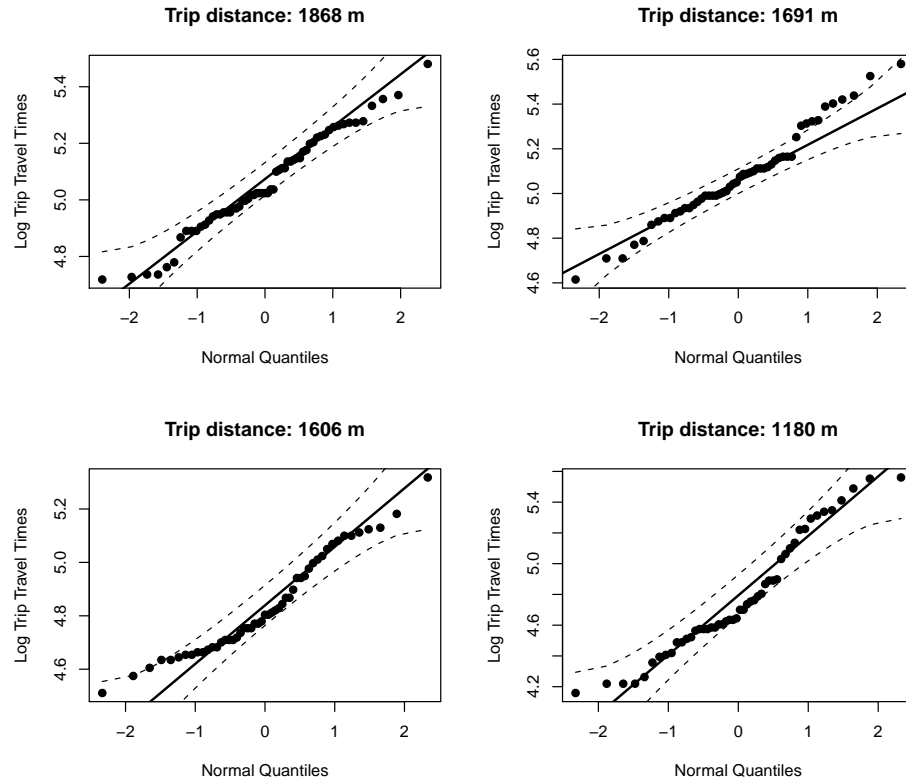 Trip distance: 1868 m
Log Trip Travel Times
4.8 5.0 5.2 5.4
−2 −1 0 1 2
Normal Quantiles
Trip distance: 1691 m
Log Trip Travel Times
4.6 4.8 5.0 5.2 5.4 5.6
−2 −1 0 1 2
Normal Quantiles
Trip distance: 1606 m
Log Trip Travel Times
4.6 4.8 5.0 5.2
−2 −1 0 1 2
Normal Quantiles
Trip distance: 1180 m
Log Trip Travel Times
4.2 4.6 5.0 5.4
−2 −1 0 1 2
Normal Quantiles